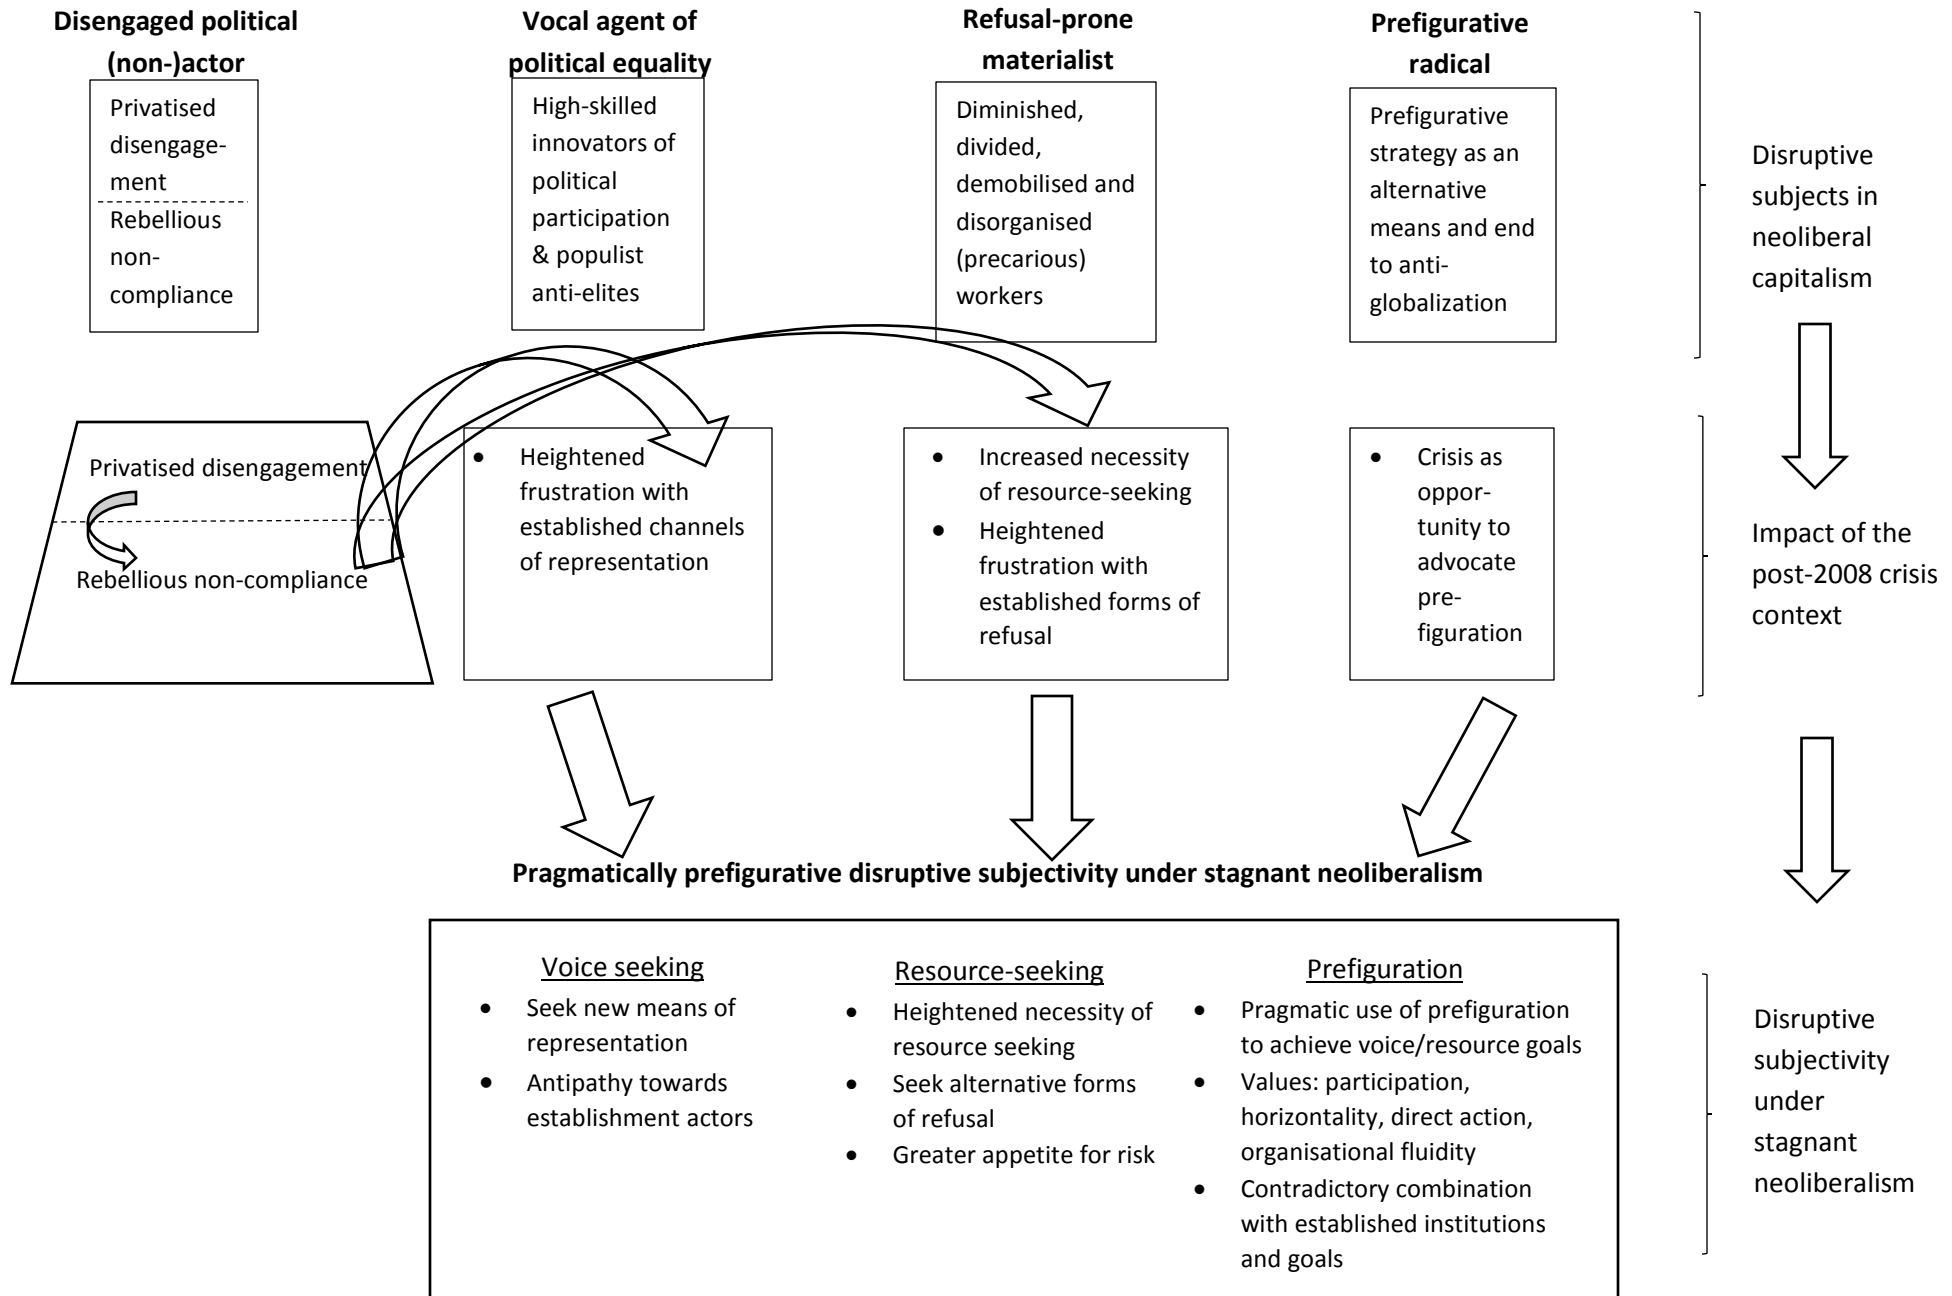 Disengaged political
(non-)actor
Privatised
disengage-
ment
Rebellious
non-
compliance
Vocal agent of
political equality
High-skilled
innovators of
political
participation
& populist
anti-elites
Refusal-prone
materialist
Diminished,
divided,
demobilised and
disorganised
(precarious)
workers
Prefigurative
radical
Prefigurative
strategy as an
alternative
means and end
to anti-
globalization
Disruptive
subjects in
neoliberal
capitalism
Privatised disengagement
Rebellious non-compliance
• Heightened
frustration with
established channels
of representation
• Increased necessity
of resource-seeking
• Heightened
frustration with
established forms of
refusal
• Crisis as
oppor-
tunity to
advocate
pre-
figuration
Impact of the
post-2008 crisis
context
Pragmatically prefigurative disruptive subjectivity under stagnant neoliberalism
Voice seeking
• Seek new means of
representation
• Antipathy towards
establishment actors
Resource-seeking
• Heightened necessity of
resource seeking
• Seek alternative forms
of refusal
• Greater appetite for risk
Prefiguration
• Pragmatic use of prefiguration
to achieve voice/resource goals
• Values: participation,
horizontality, direct action,
organisational fluidity
• Contradictory combination
with established institutions
and goals
Disruptive
subjectivity
under
stagnant
neoliberalism